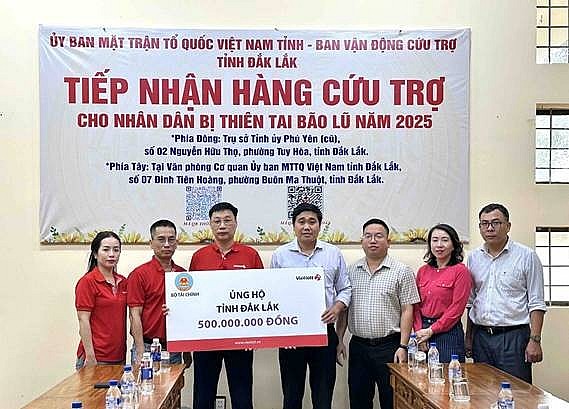 ỦY BAN MẶT TRẬN TỔ QUỐC VIỆT NAM TỈNH - BAN VẬN ĐỘNG CỨU TRỢ
TỈNH ĐẮK LẮK
TIẾP NHẬN HÀNG CỨU TRỢ
CHO NHÂN DÂN BỊ THIÊN TAI BÃO LŨ NĂM 2025
*Phía Đông: Trụ sở Tỉnh ủy Phú Yên (cũ),
số 02 Nguyễn Hữu Thọ, phường Tuy Hòa, tỉnh Đắk Lắk.
*Phía Tây: Tại Văn phòng Cơ quan Ủy ban MTTQ Việt Nam tỉnh Đắk Lắk,
số 07 Đinh Tiên Hoàng, phường Buôn Ma Thuột, tỉnh Đắk Lắk.
BỘ TÀI CHÍNH
Vietlott
ỦNG HỘ
TỈNH ĐẮK LẮK
500.000.000 ĐỒNG